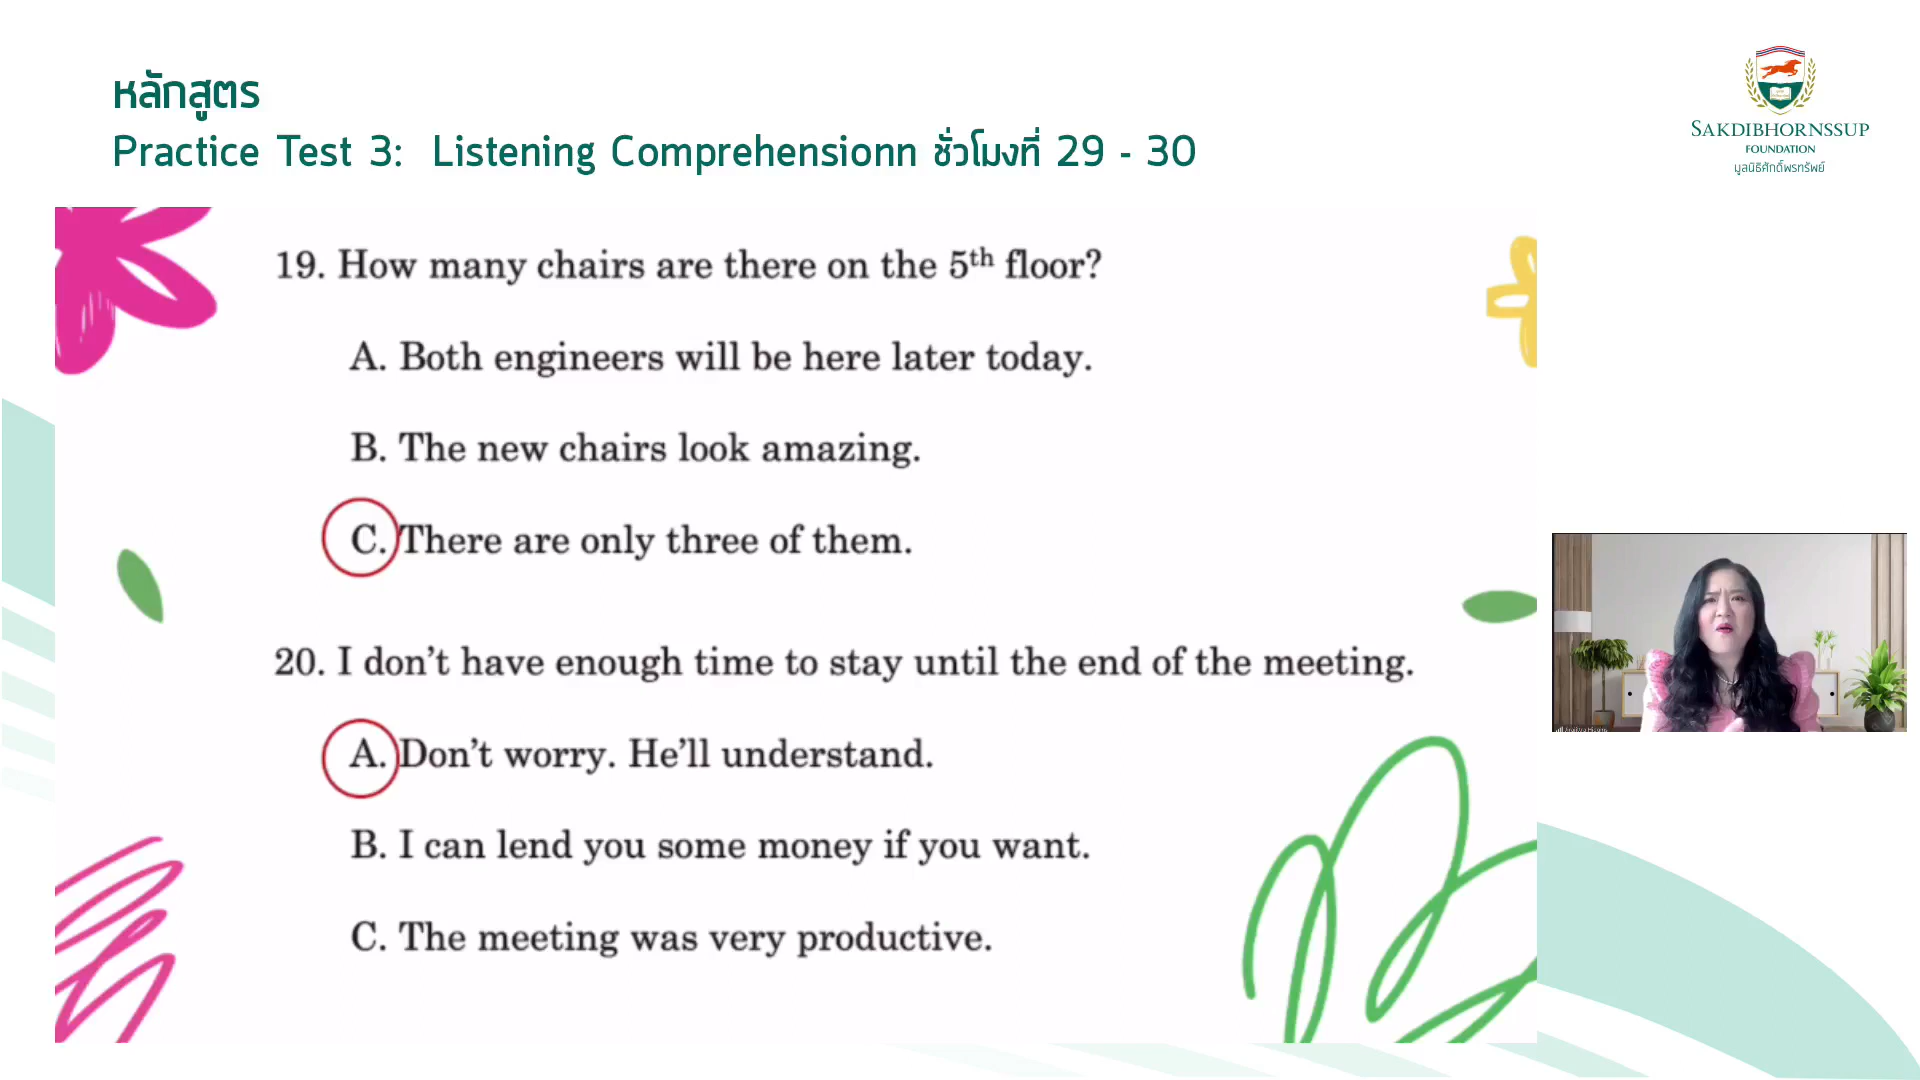 หลักสูตร
Practice Test 3: Listening Comprehensionn ชั่วโมงที่ 29 - 30
SAKDIBHORNSSUP
FOUNDATION
มูลนิธิศักดิ์พรทรัพย์
19. How many chairs are there on the 5th floor?
A. Both engineers will be here later today.
B. The new chairs look amazing.
C. There are only three of them.
20. I don't have enough time to stay until the end of the meeting.
A. Don't worry. He'll understand.
B. I can lend you some money if you want.
C. The meeting was very productive.